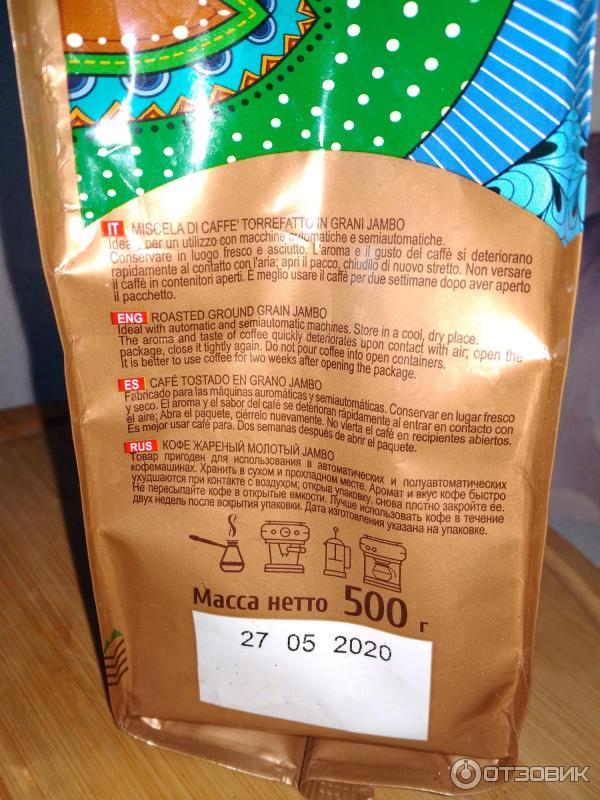 IT MISCELA DI CAFFE' TORREFATTO IN GRANI JAMBO
Ideale per un utilizzo con macchine automatiche e semiautomatiche.
Conservare in luogo fresco e asciutto. L'aroma e il gusto del caffè si deteriorano
rapidamente al contatto con l'aria; apri il pacco, chiudilo di nuovo stretto. Non versare
il caffè in contenitori aperti. È meglio usare il caffè per due settimane dopo aver aperto
il pacchetto.
ENG ROASTED GROUND GRAIN JAMBO
Ideal with automatic and semiautomatic machines. Store in a cool, dry place.
The aroma and taste of coffee quickly deteriorates upon contact with air; open the
package, close it tightly again. Do not pour coffee into open containers.
It is better to use coffee for two weeks after opening the package.
ES CAFÉ TOSTADO EN GRANO JAMBO
Fabricado para las máquinas auromáticas y semiautomáticas. Conservar en lugar fresco
y seco. El aroma y el sabor del café se deterioran rápidamente al entrar en contacto con
el aire; Abra el paquete, ciérrelo nuevamente. No vierta el café en recipientes abiertos.
Es mejor usar café para. Dos semanas después de abrir el paquete.
RUS КОФЕ ЖАРЕНЫЙ МОЛОТЫЙ JAMBO
Товар пригоден для использования в автоматических и полуавтоматических
кофемашинах. Хранить в сухом и прохладном месте. Аромат и вкус кофе быстро
ухудшаются при контакте с воздухом; открыв упаковку, снова плотно закройте ее.
Не пересыпайте кофе в открытые емкости. Лучше использовать кофе в течение
двух недель после вскрытия упаковки. Дата изготовления указана на упаковке.
Масса нетто 500 г
27 05 2020
ОТЗОВИК